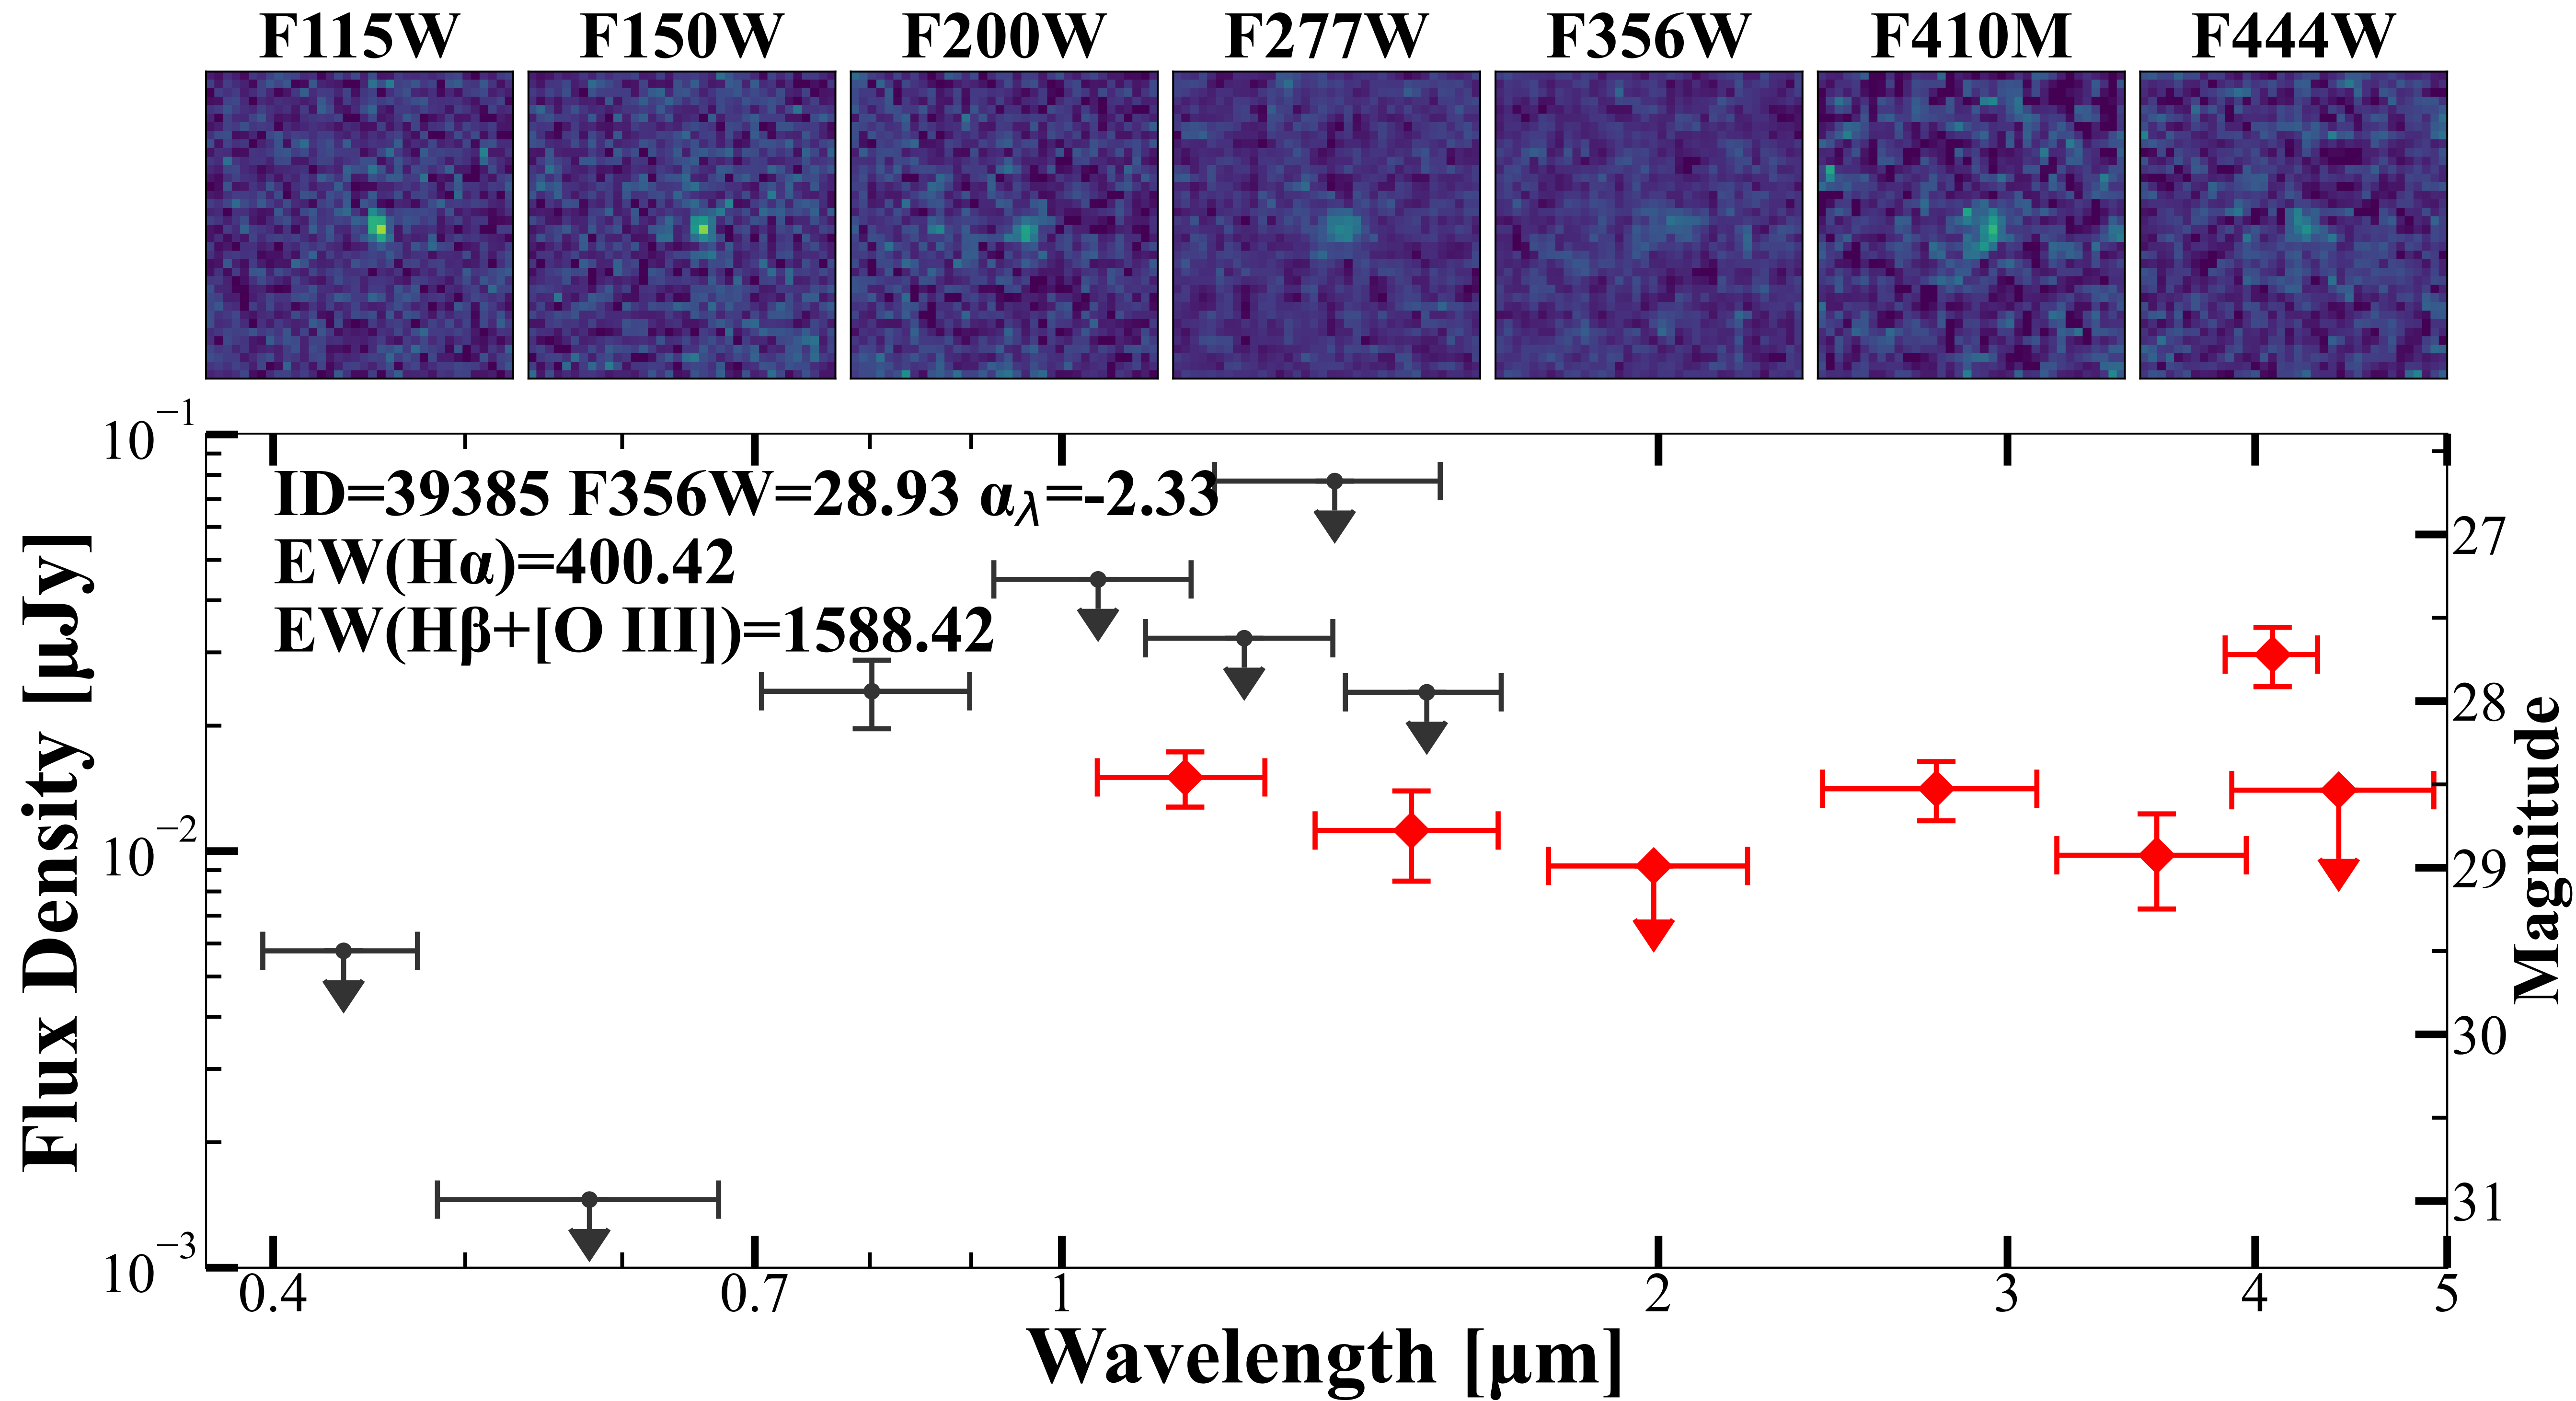 F115W F150W F200W F277W F356W F410M F444W
ID=39385 F356W=28.93 αλ=-2.33
EW(Hα)=400.42
EW(Hβ+[O III])=1588.42
10−1
10−2
10−3
Flux Density [μJy]
27
28
29
30
31
Magnitude
0.4 0.7 1 2 3 4 5
Wavelength [μm]